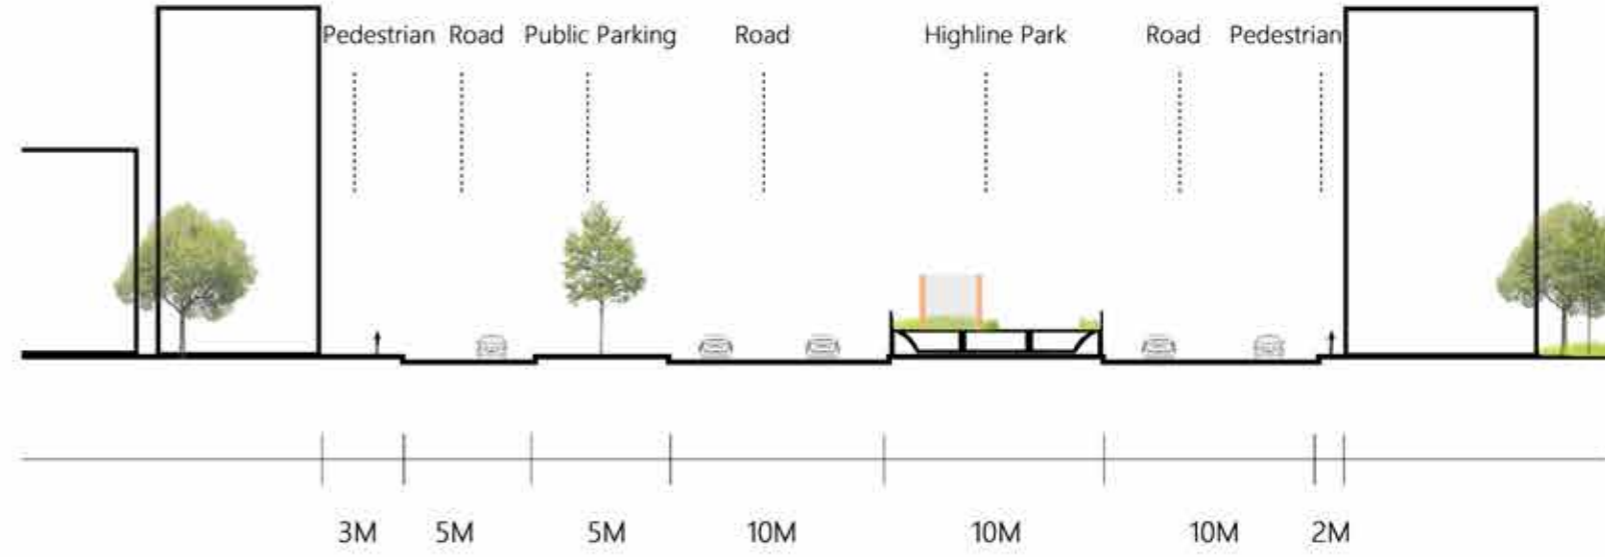 Pedestrian Road Public Parking Road Highline Park Road Pedestrian
3M 5M 5M 10M 10M 10M 2M